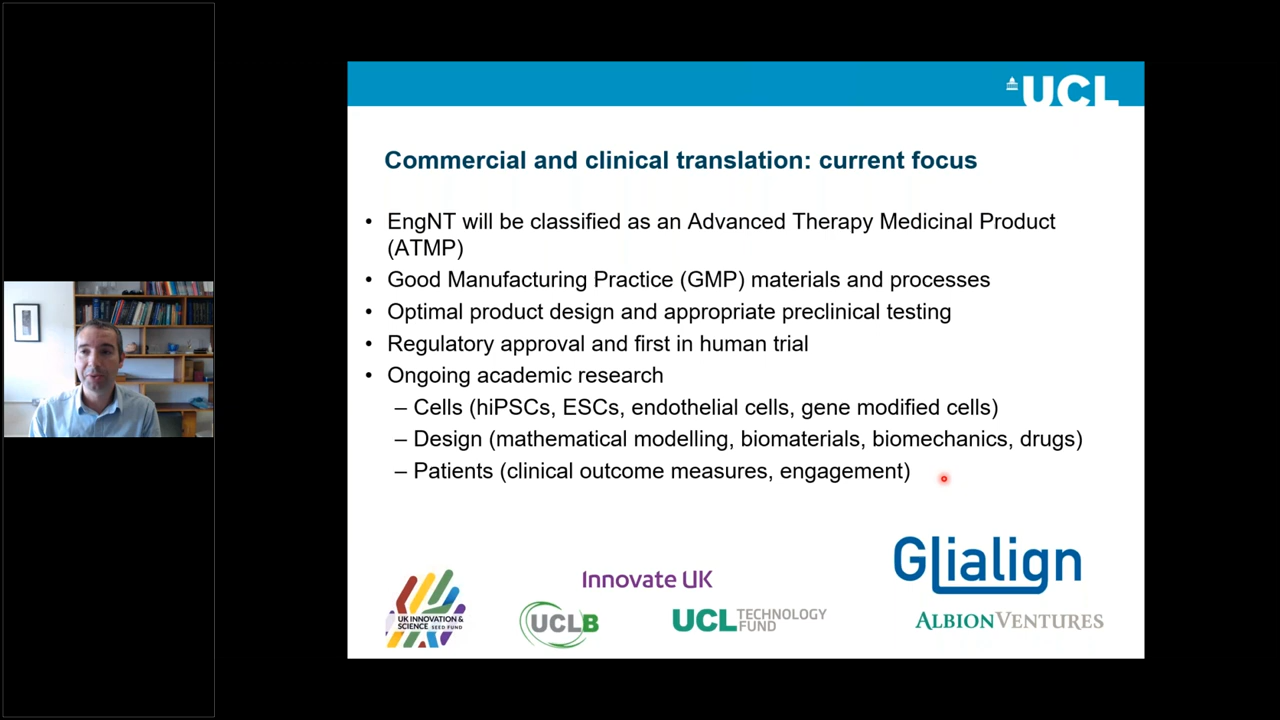 UCL
Commercial and clinical translation: current focus
• EngNT will be classified as an Advanced Therapy Medicinal Product
(ATMP)
• Good Manufacturing Practice (GMP) materials and processes
• Optimal product design and appropriate preclinical testing
• Regulatory approval and first in human trial
• Ongoing academic research
– Cells (hiPSCs, ESCs, endothelial cells, gene modified cells)
– Design (mathematical modelling, biomaterials, biomechanics, drugs)
– Patients (clinical outcome measures, engagement)
Glialign
Innovate UK
UK INNOVATION &
SCIENCE SEED FUND
UCLB
UCL TECHNOLOGY
FUND
ALBIONVENTURES